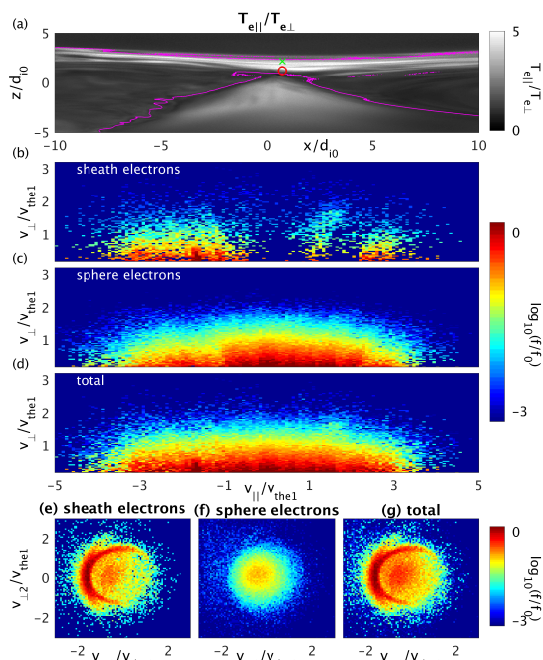 (a) T_e||/T_e⊥
5
0
-5
z/d_i0
-10 -5 0 5 10
x/d_i0
5
0
T_e||/T_e⊥
(b)
sheath electrons
3
2
1
v_⊥/v_the1
(c)
sphere electrons
3
2
1
v_⊥/v_the1
(d)
total
3
2
1
v_⊥/v_the1
-5 -3 -1 1 3 5
v_||/v_the1
0
-3
log_10(f/f_0)
(e) sheath electrons (f) sphere electrons (g) total
2
0
-2
v_⊥2/v_the1
-2 2 -2 2 -2 2
0
-3
log_10(f/f_0)